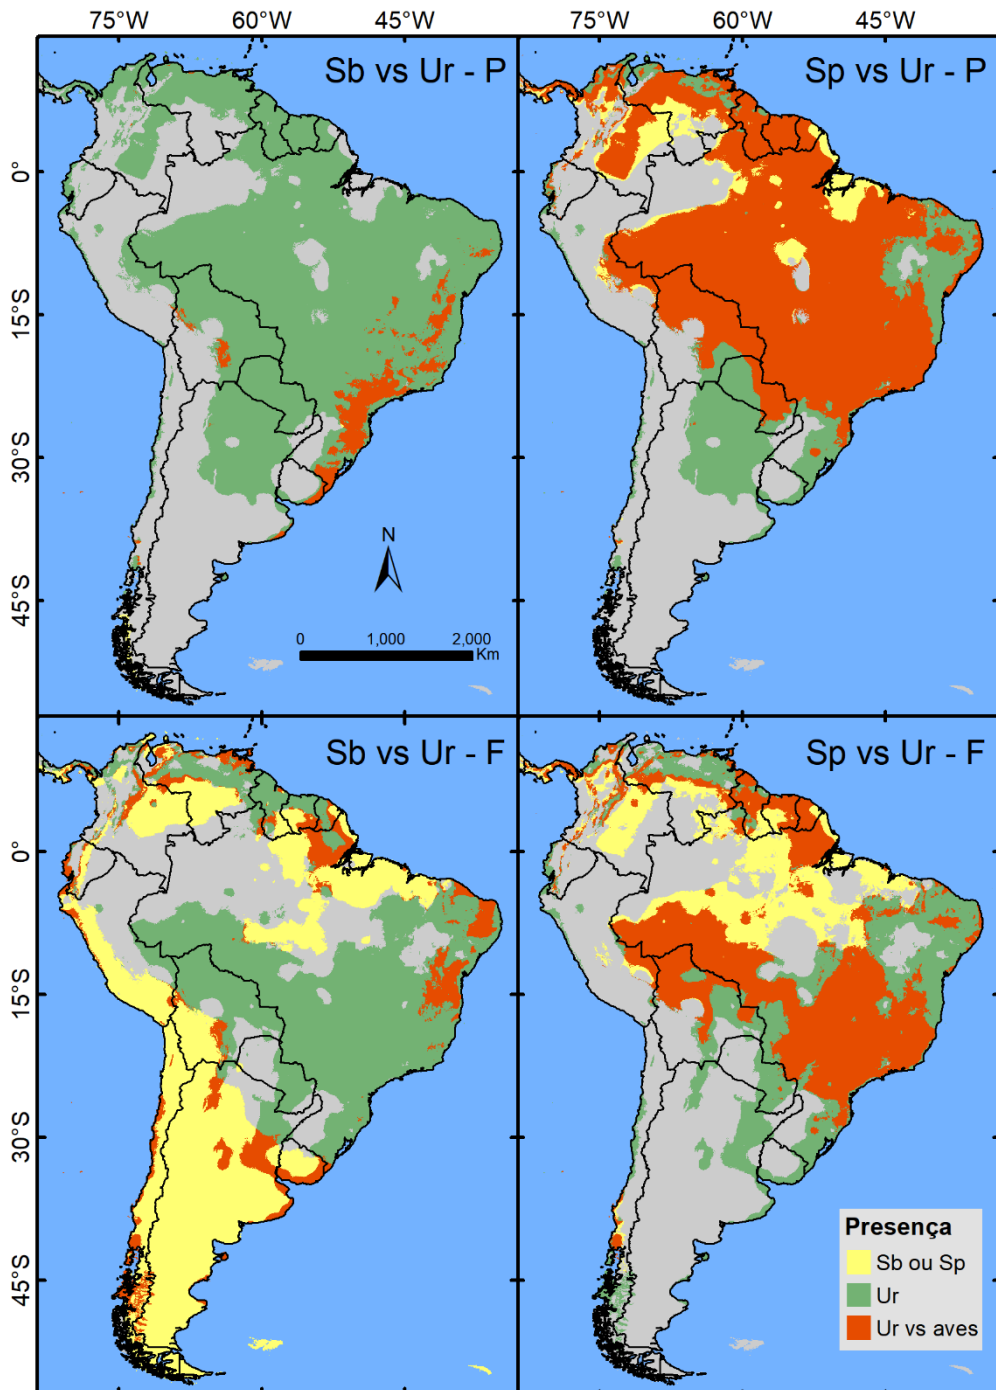 75°W 60°W 45°W 75°W 60°W 45°W
Sb vs Ur - P
Sp vs Ur - P
0°
15°S
30°S
45°S
N
0 1,000 2,000
Km
Sb vs Ur - F
Sp vs Ur - F
0°
15°S
30°S
45°S
Presença
Sb ou Sp
Ur
Ur vs aves